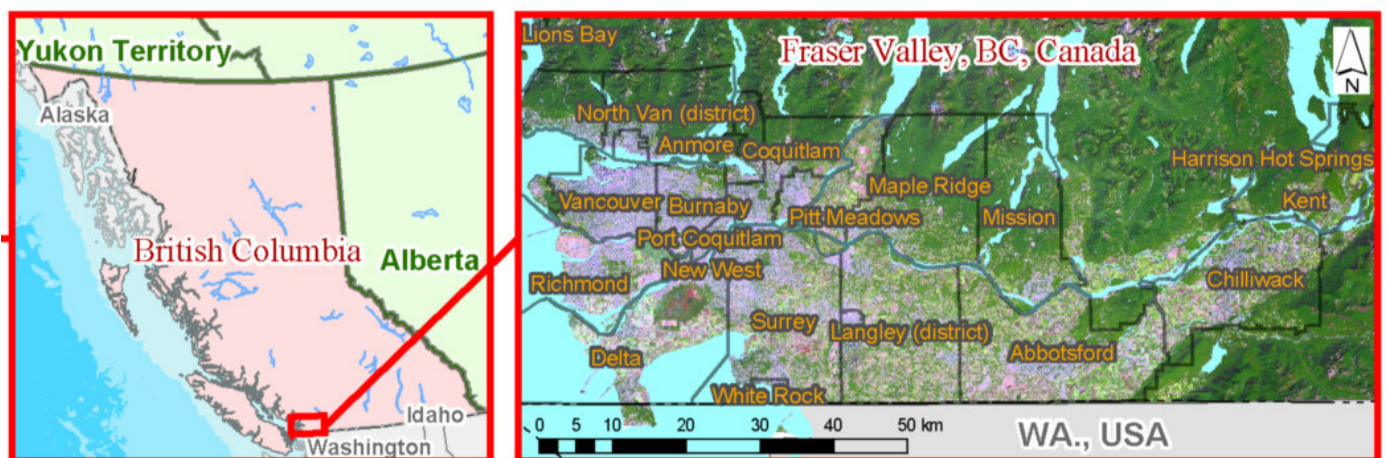 Yukon Territory
Alaska
British Columbia
Alberta
Idaho
Washington
Lions Bay
Fraser Valley, BC, Canada
N
North Van (district)
Anmore
Coquitlam
Harrison Hot Springs
Maple Ridge
Kent
Vancouver
Burnaby
Pitt Meadows
Mission
Port Coquitlam
New West
Richmond
Chilliwack
Surrey
Langley (district)
Delta
Abbotsford
White Rock
0 5 10 20 30 40 50 km
WA., USA